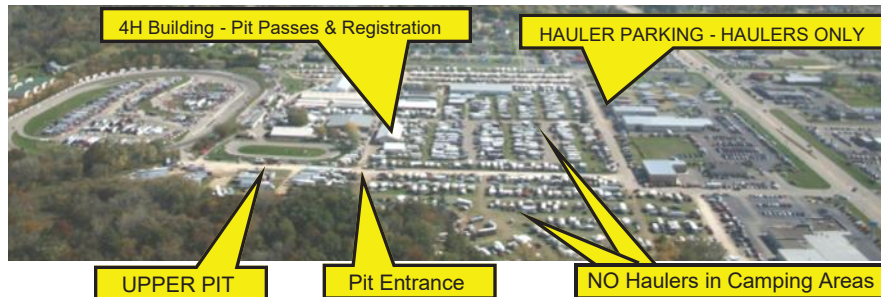 4H Building - Pit Passes & Registration
HAULER PARKING - HAULERS ONLY
UPPER PIT
Pit Entrance
NO Haulers in Camping Areas